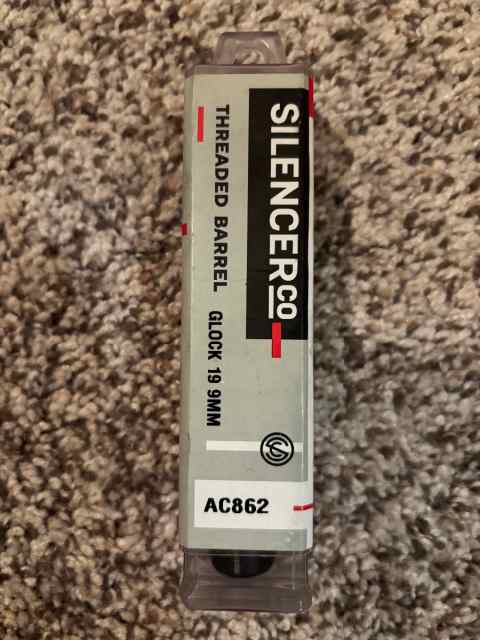 SILENCERCO
THREADED BARREL GLOCK 19 9MM
AC862